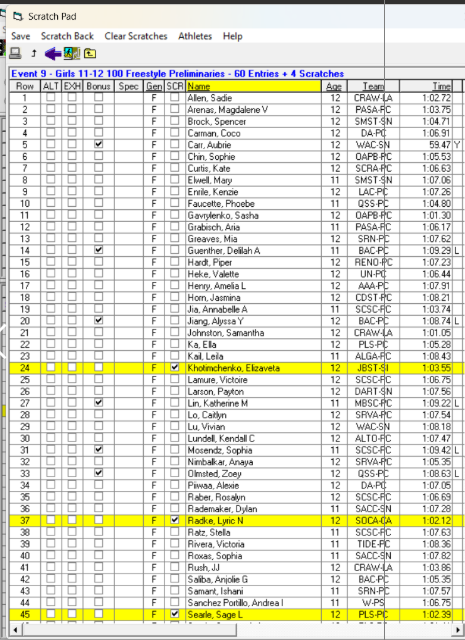 Scratch Pad
Save Scratch Back Clear Scratches Athletes Help
Event 9 - Girls 11-12 100 Freestyle Preliminaries - 60 Entries + 4 Scratches
Row ALT EXH Bonus Spec Gen SCR Name Age Team Time
1 F Allen, Sadie 12 CRAW-LA 1:02.72
2 F Arenas, Magdalene V 12 PASA-PC 1:03.75
3 F Brock, Spencer 12 SMST-SN 1:04.71
4 F Carman, Coco 12 DA-PC 1:06.91
5 F Carr, Aubrie 12 WAC-SN 59.47 Y
6 F Chin, Sophie 12 OAPB-PC 1:05.53
7 F Curtis, Kate 12 SCRA-PC 1:06.63
8 F Elwell, Mary 11 SMST-SN 1:07.06
9 F Enrile, Kenzie 12 LAC-PC 1:07.26
10 F Faucette, Phoebe 11 QSS-PC 1:04.80
11 F Gavrylenko, Sasha 12 OAPB-PC 1:01.30
12 F Grabisch, Aria 11 PASA-PC 1:06.17
13 F Greaves, Mia 12 SRN-PC 1:07.62
14 F Guenther, Delilah A 11 BAC-PC 1:09.29 L
15 F Hardt, Piper 12 RENO-PC 1:07.23
16 F Heke, Valette 12 UN-PC 1:06.44
17 F Henry, Amelia L 12 AAA-PC 1:07.91
18 F Horn, Jasmina 12 CDST-PC 1:08.21
19 F Jia, Annabelle A 11 SCSC-PC 1:03.74
20 F Jiang, Alyssa Y 12 BAC-PC 1:08.74 L
21 F Johnston, Samantha 12 CRAW-LA 1:01.05
22 F Ka, Ella 12 PLS-PC 1:05.28
23 F Kail, Leila 11 ALGA-PC 1:08.43
24 F Khotimchenko, Elizaveta 12 JBST-SI 1:03.55
25 F Lamure, Victoire 12 SCSC-PC 1:06.75
26 F Larson, Payton 12 DART-SN 1:07.56
27 F Lin, Katherine M 11 MBSC-PC 1:09.22 L
28 F Lo, Caitlyn 12 SRVA-PC 1:07.54
29 F Lu, Vivian 12 WAC-SN 1:08.18
30 F Lundell, Kendall C 12 ALTO-PC 1:07.47
31 F Mosendz, Sophia 11 SCSC-PC 1:09.42 L
32 F Nimbalkar, Anaya 12 SRVA-PC 1:05.35
33 F Olmsted, Zoey 12 QSS-PC 1:08.63 L
34 F Piiwaa, Alexie 12 DA-PC 1:07.05
35 F Raber, Rosalyn 12 SCSC-PC 1:06.69
36 F Rademaker, Dylan 11 SACC-SN 1:07.28
37 F Radke, Lyric N 12 SOCA-CA 1:02.12
38 F Ratz, Stella 11 SCSC-PC 1:07.63
39 F Rivera, Victoria 11 TIDE-PC 1:08.36
40 F Roxas, Sophia 12 SACC-SN 1:07.82
41 F Rush, JJ 12 CRAW-LA 1:03.86
42 F Saliba, Anjolie G 12 BAC-PC 1:05.35
43 F Samant, Ishani 11 SRN-PC 1:07.57
44 F Sanchez Portillo, Andrea I 11 W-PS 1:06.75
45 F Searle, Sage L 12 PLS-PC 1:02.39